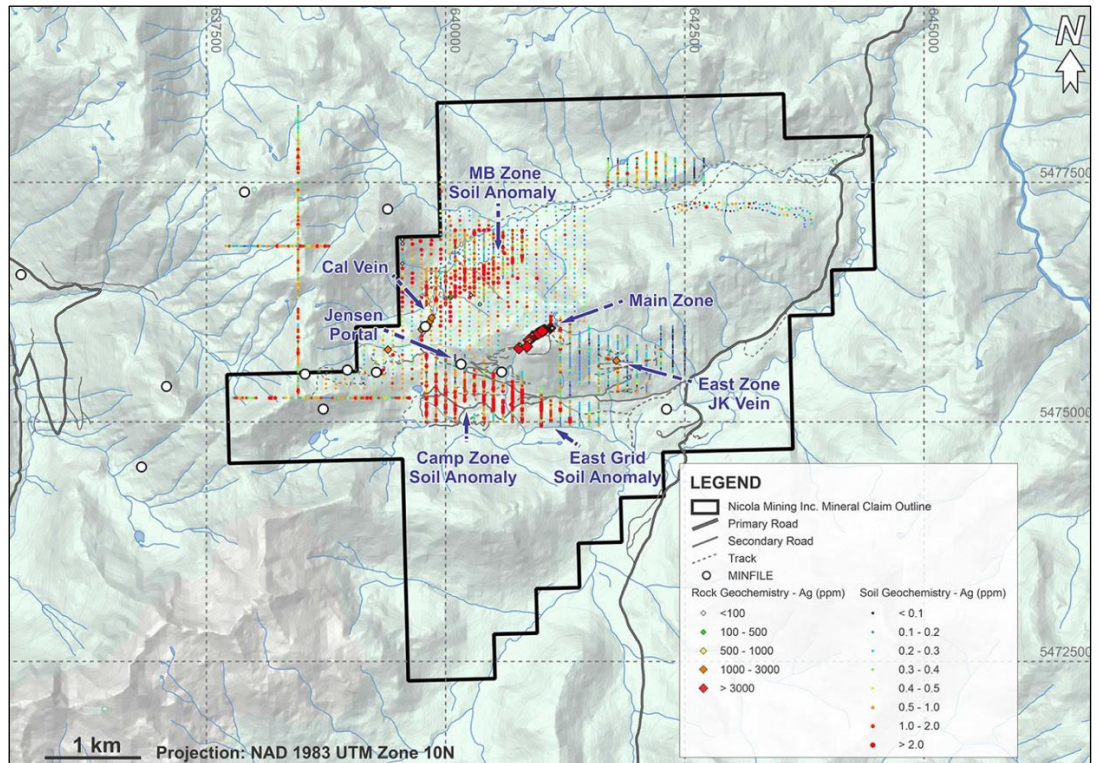 637500
640000
642500
645000
N
5477500
MB Zone
Soil Anomaly
Cal Vein
Main Zone
Jensen
Portal
East Zone
JK Vein
5475000
Camp Zone
Soil Anomaly
East Grid
Soil Anomaly
LEGEND
Nicola Mining Inc. Mineral Claim Outline
Primary Road
Secondary Road
Track
MINFILE
Rock Geochemistry - Ag (ppm)
<100
100 - 500
500 - 1000
1000 - 3000
> 3000
Soil Geochemistry - Ag (ppm)
< 0.1
0.1 - 0.2
0.2 - 0.3
0.3 - 0.4
0.4 - 0.5
0.5 - 1.0
1.0 - 2.0
> 2.0
5472500
1 km
Projection: NAD 1983 UTM Zone 10N